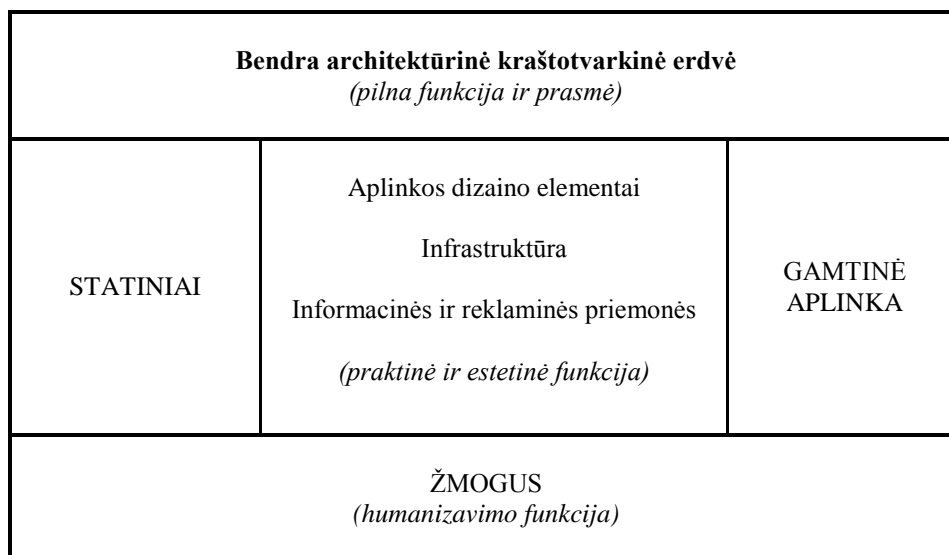 Bendra architektūrinė kraštotvarkinė erdvė
(pilna funkcija ir prasmė)
STATINIAI
Aplinkos dizaino elementai
Infrastruktūra
Informacinės ir reklaminės priemonės
(praktinė ir estetinė funkcija)
GAMTINĖ
APLINKA
ŽMOGUS
(humanizavimo funkcija)